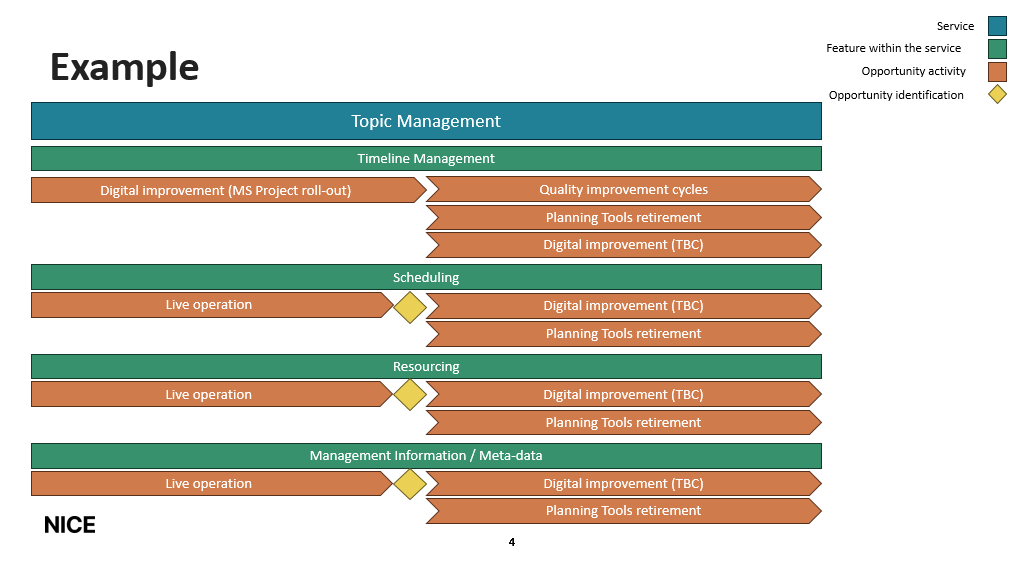 Service
Feature within the service
Opportunity activity
Opportunity identification
Example
Topic Management
Timeline Management
Digital improvement (MS Project roll-out)
Quality improvement cycles
Planning Tools retirement
Digital improvement (TBC)
Scheduling
Live operation
Digital improvement (TBC)
Planning Tools retirement
Resourcing
Live operation
Digital improvement (TBC)
Planning Tools retirement
Management Information / Meta-data
Live operation
Digital improvement (TBC)
Planning Tools retirement
NICE
4